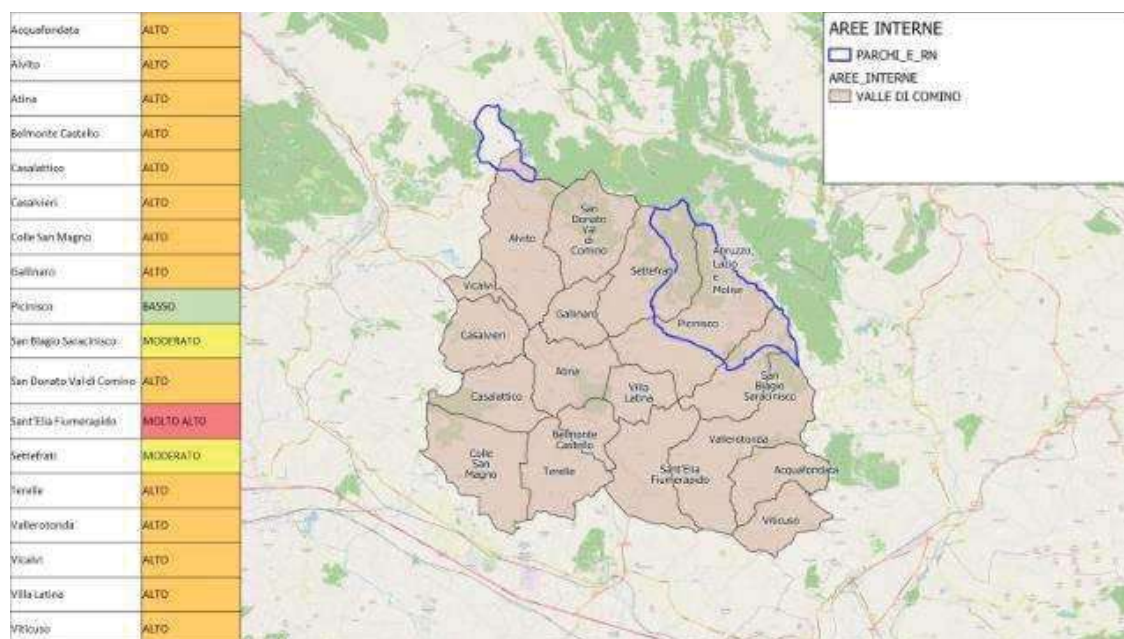 Acquafondata ALTO
Alvito ALTO
Atina ALTO
Belmonte Castello ALTO
Casalattico ALTO
Casalvieri ALTO
Colle San Magno ALTO
Gallinaro ALTO
Picinisco BASSO
San Biagio Saracinisco MODERATO
San Donato Val di Comino ALTO
Sant'Elia Fiumerapido MOLTO ALTO
Settefrati MODERATO
Terelle ALTO
Vallerotonda ALTO
Vicalvi ALTO
Villa Latina ALTO
Viticuso ALTO
AREE INTERNE
PARCHI_E_RN
AREE_INTERNE
VALLE DI COMINO
San
Donato
Val
di
Comino
Alvito
Abruzzo,
Lazio
e
Molise
Settefrati
Vicalvi
Gallinaro
Picinisco
Casalvieri
Atina
Villa
Latina
San
Biagio
Saracinisco
Casalattico
Belmonte
Castello
Vallerotonda
Colle
San
Magno
Terelle
Sant'Elia
Fiumerapido
Acquafondata
Viticuso